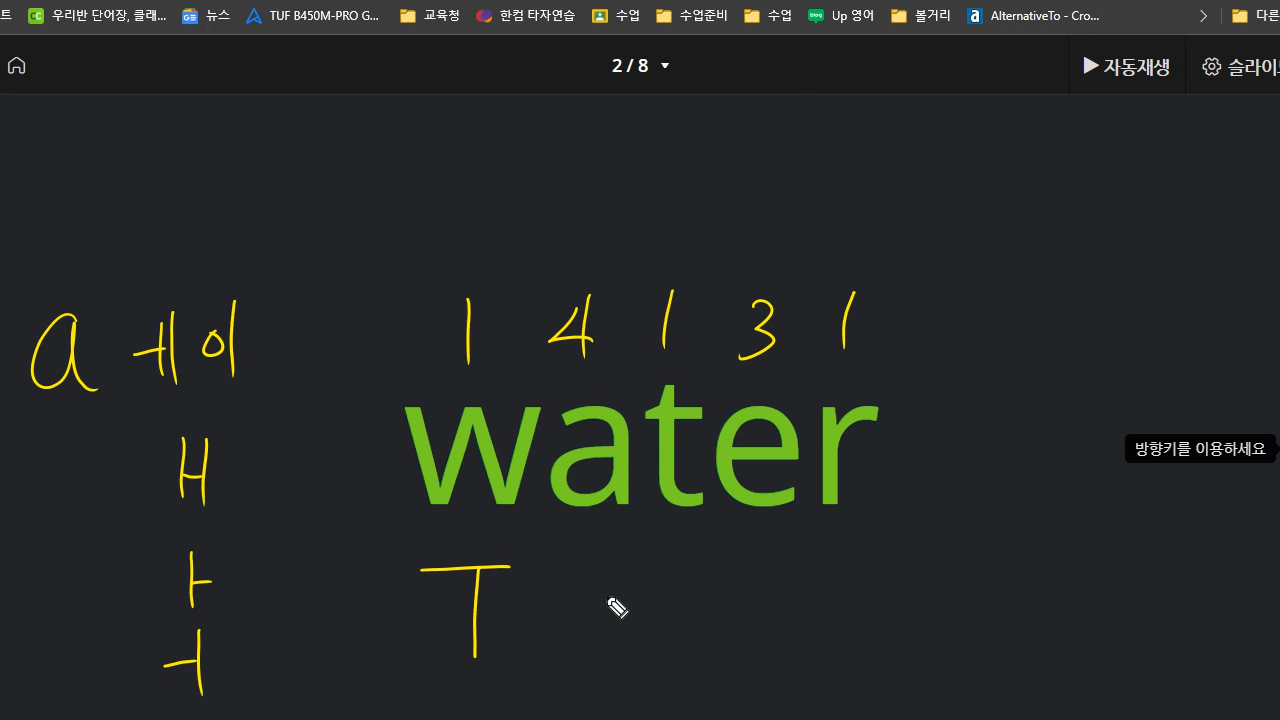 트 우리반 단어장, 클래... 뉴스 TUF B450M-PRO G... 교육청 한컴 타자연습 수업 수업준비 수업 Up 영어 볼거리 AlternativeTo - Cro... 다른
2 / 8 자동재생 슬라이드
1 4 1 3 1
a ㅔ이
water
방향키를 이용하세요
ㅐ
ㅏ
ㅜ
ㅓ